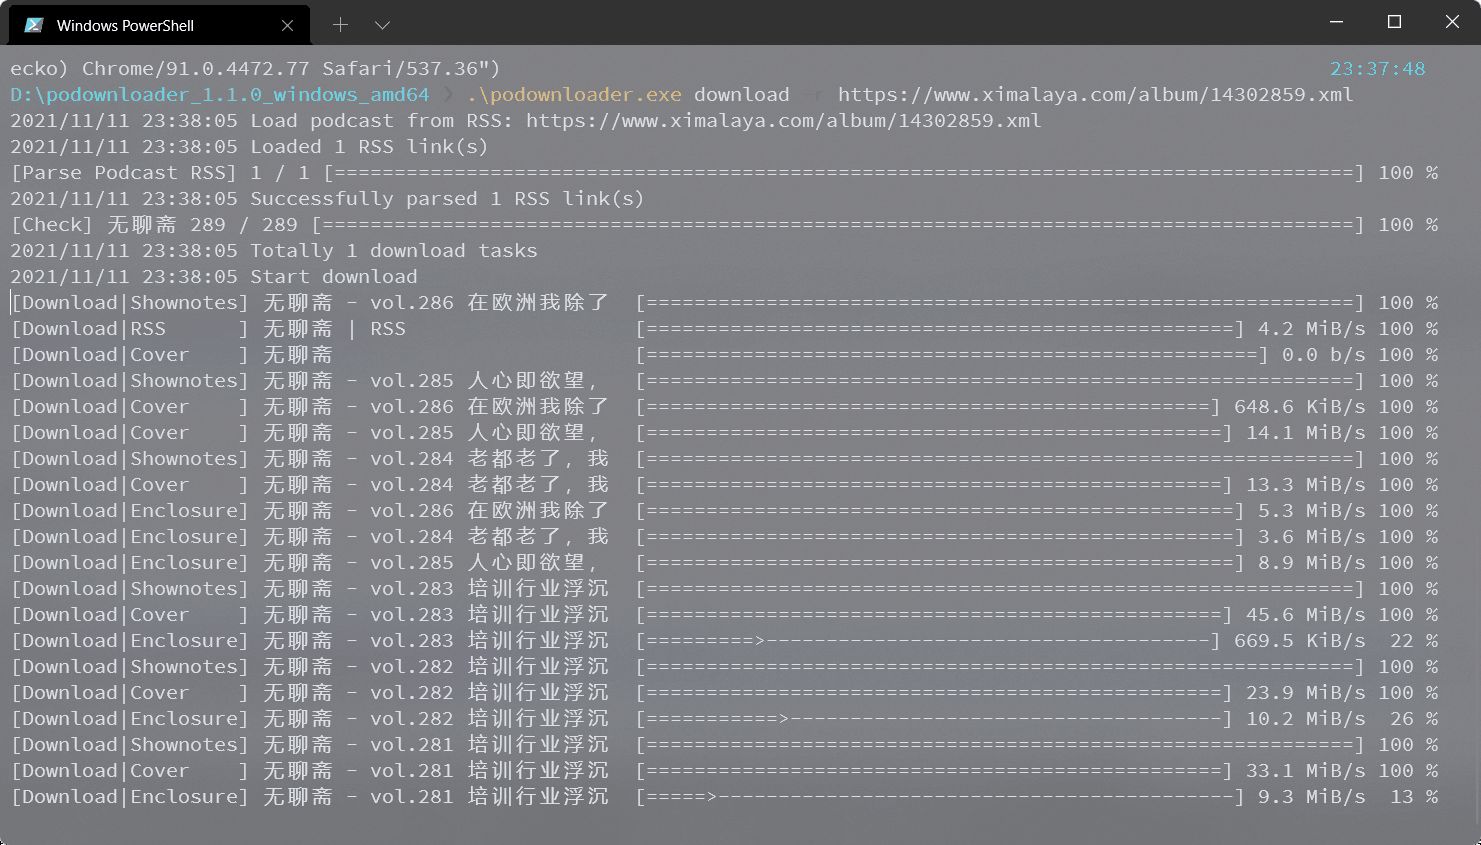 Windows PowerShell
ecko) Chrome/91.0.4472.77 Safari/537.36")
23:37:48
D:\podownloader_1.1.0_windows_amd64 ❯ .\podownloader.exe download -r https://www.ximalaya.com/album/14302859.xml
2021/11/11 23:38:05 Load podcast from RSS: https://www.ximalaya.com/album/14302859.xml
2021/11/11 23:38:05 Loaded 1 RSS link(s)
[Parse Podcast RSS] 1 / 1 [=====================================================================================] 100 %
2021/11/11 23:38:05 Successfully parsed 1 RSS link(s)
[Check] 无聊斋 289 / 289 [======================================================================================] 100 %
2021/11/11 23:38:05 Totally 1 download tasks
2021/11/11 23:38:05 Start download
[Download|Shownotes] 无聊斋 - vol.286 在欧洲我除了 [===========================================================] 100 %
[Download|RSS      ] 无聊斋 | RSS [=================================================] 4.2 MiB/s 100 %
[Download|Cover    ] 无聊斋 [===================================================] 0.0 b/s 100 %
[Download|Shownotes] 无聊斋 - vol.285 人心即欲望， [===========================================================] 100 %
[Download|Cover    ] 无聊斋 - vol.286 在欧洲我除了 [===============================================] 648.6 KiB/s 100 %
[Download|Cover    ] 无聊斋 - vol.285 人心即欲望， [================================================] 14.1 MiB/s 100 %
[Download|Shownotes] 无聊斋 - vol.284 老都老了，我 [===========================================================] 100 %
[Download|Cover    ] 无聊斋 - vol.284 老都老了，我 [================================================] 13.3 MiB/s 100 %
[Download|Enclosure] 无聊斋 - vol.286 在欧洲我除了 [=================================================] 5.3 MiB/s 100 %
[Download|Enclosure] 无聊斋 - vol.284 老都老了，我 [=================================================] 3.6 MiB/s 100 %
[Download|Enclosure] 无聊斋 - vol.285 人心即欲望， [=================================================] 8.9 MiB/s 100 %
[Download|Shownotes] 无聊斋 - vol.283 培训行业浮沉 [===========================================================] 100 %
[Download|Cover    ] 无聊斋 - vol.283 培训行业浮沉 [================================================] 45.6 MiB/s 100 %
[Download|Enclosure] 无聊斋 - vol.283 培训行业浮沉 [=========>-------------------------------------] 669.5 KiB/s  22 %
[Download|Shownotes] 无聊斋 - vol.282 培训行业浮沉 [===========================================================] 100 %
[Download|Cover    ] 无聊斋 - vol.282 培训行业浮沉 [================================================] 23.9 MiB/s 100 %
[Download|Enclosure] 无聊斋 - vol.282 培训行业浮沉 [===========>------------------------------------] 10.2 MiB/s  26 %
[Download|Shownotes] 无聊斋 - vol.281 培训行业浮沉 [===========================================================] 100 %
[Download|Cover    ] 无聊斋 - vol.281 培训行业浮沉 [================================================] 33.1 MiB/s 100 %
[Download|Enclosure] 无聊斋 - vol.281 培训行业浮沉 [=====>-------------------------------------------] 9.3 MiB/s  13 %